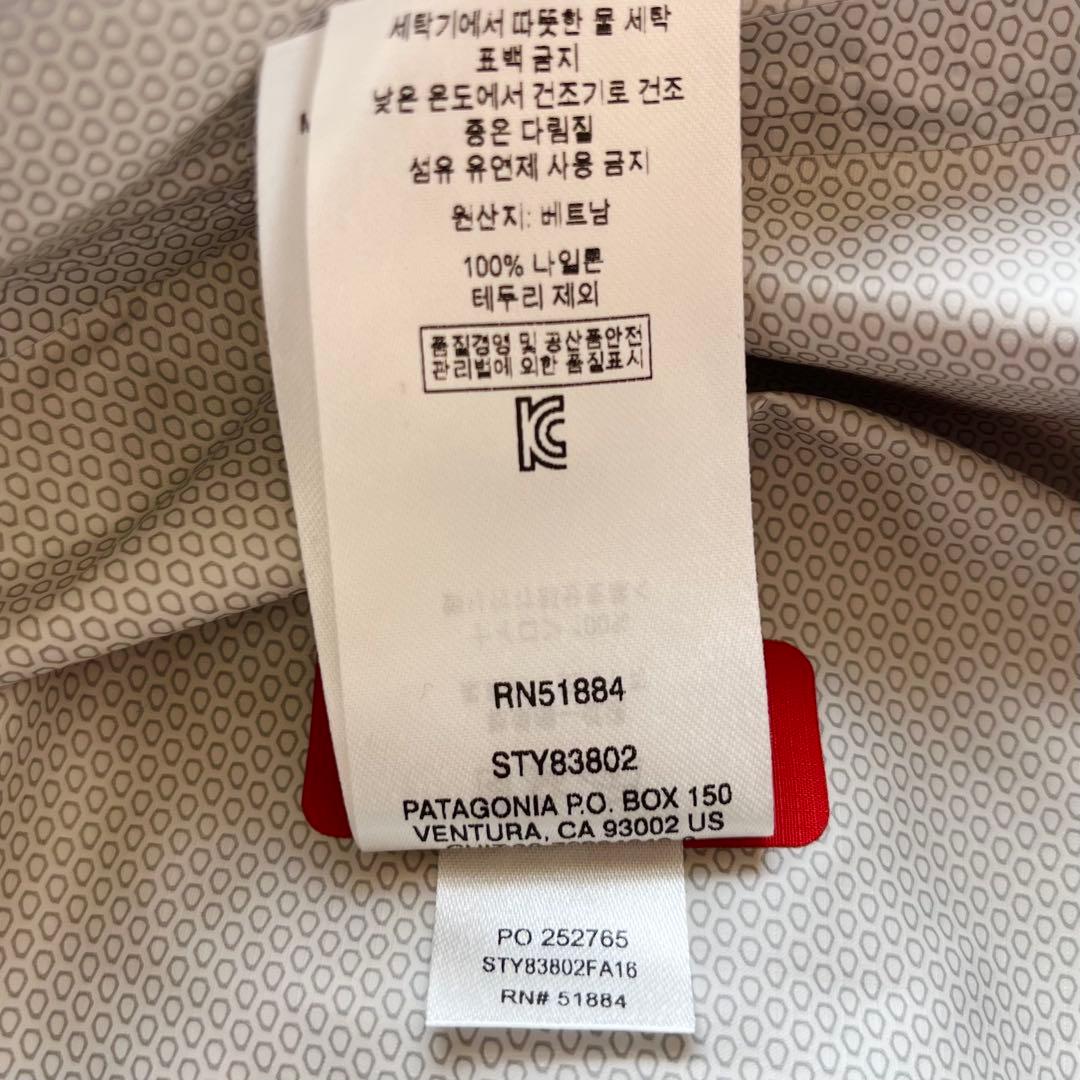 세탁기에서 따뜻한 물 세탁
표백 금지
낮은 온도에서 건조기로 건조
중온 다림질
섬유 유연제 사용 금지
원산지: 베트남
100% 나일론
테두리 제외
품질경영 및 공산품안전
관리법에 의한 품질표시
KC
RN51884
STY83802
PATAGONIA P.O. BOX 150
VENTURA, CA 93002 US
PO 252765
STY83802FA16
RN# 51884